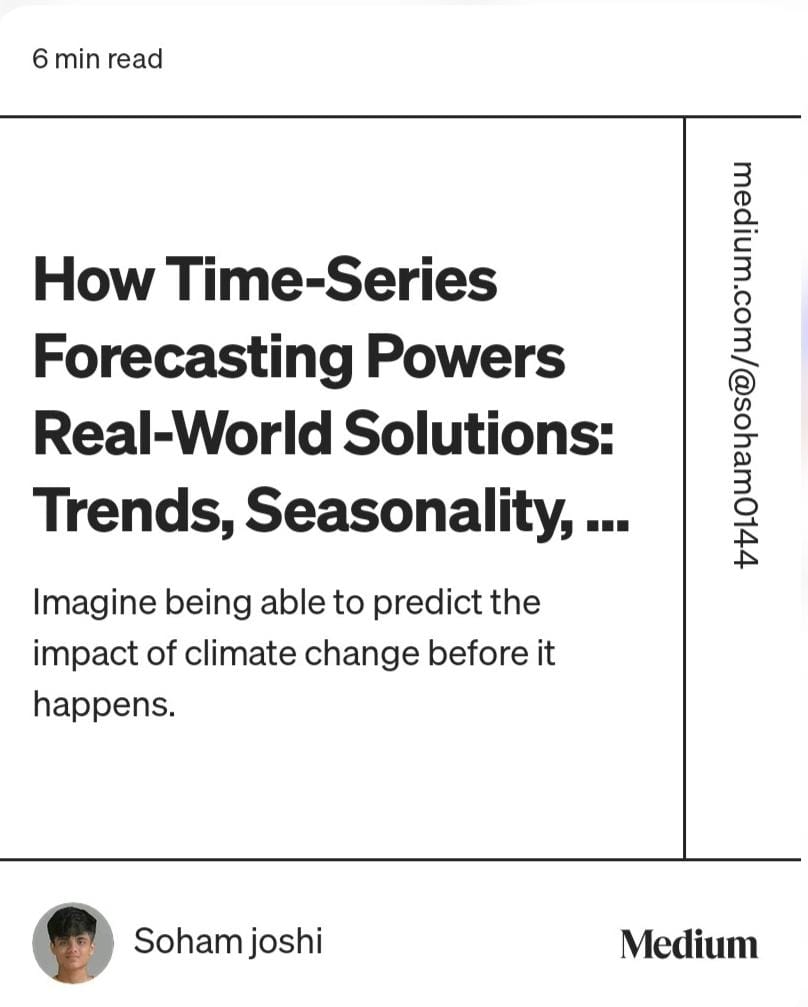 6 min read
How Time-Series
Forecasting Powers
Real-World Solutions:
Trends, Seasonality, ...
Imagine being able to predict the
impact of climate change before it
happens.
medium.com/@soham0144
Soham joshi
Medium